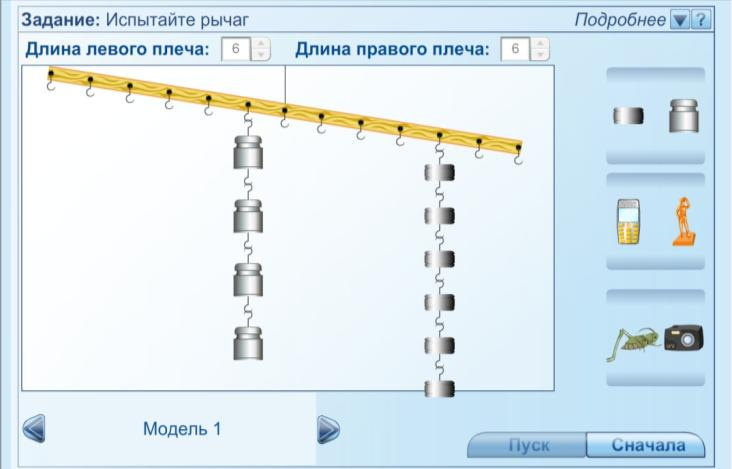 Задание: Испытайте рычаг Подробнее ?
Длина левого плеча: 6 Длина правого плеча: 6
Модель 1
Пуск Сначала